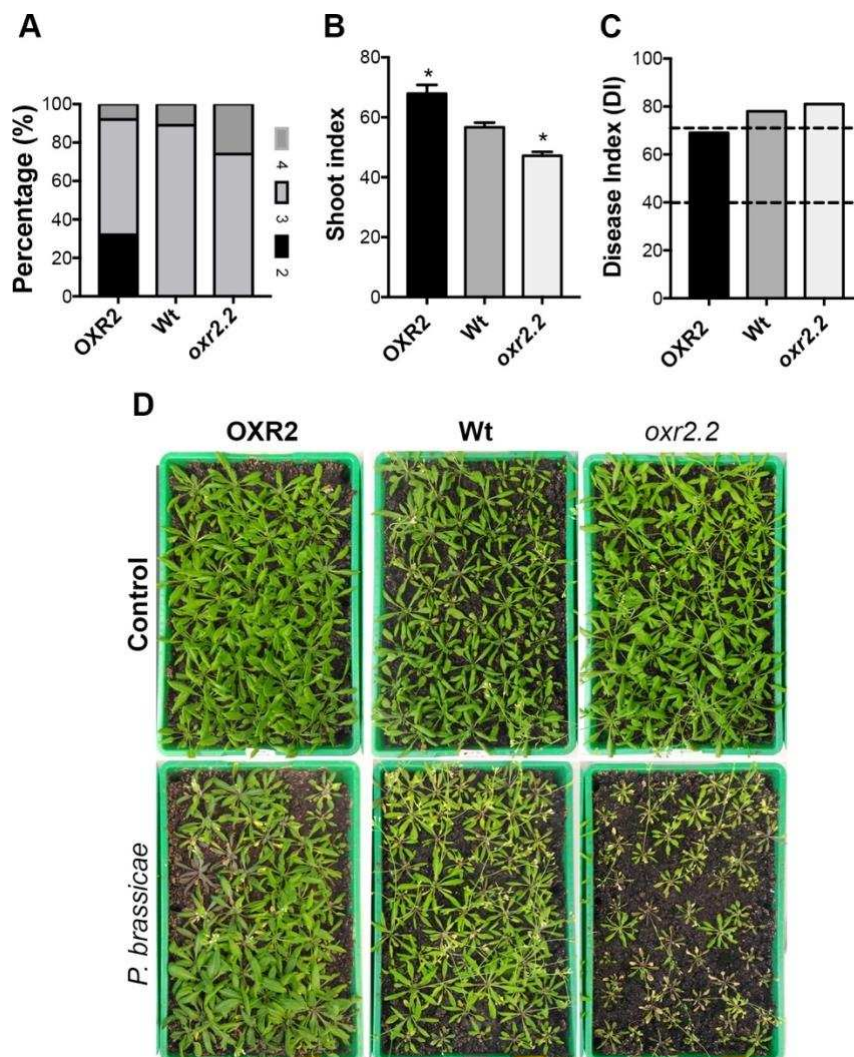 A
Percentage (%)
100
80
60
40
20
0
OXR2
Wt
oxr2.2
4
3
2
B
Shoot index
80
60
40
20
0
*
*
OXR2
Wt
oxr2.2
C
Disease Index (DI)
100
80
60
40
20
0
OXR2
Wt
oxr2.2
D
OXR2
Wt
oxr2.2
Control
P. brassicae